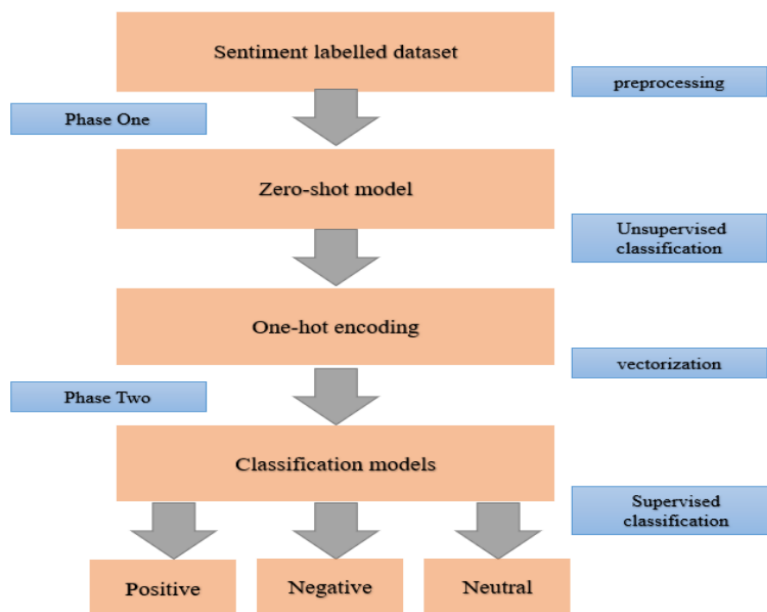 Sentiment labelled dataset
preprocessing
Phase One
Zero-shot model
Unsupervised
classification
One-hot encoding
vectorization
Phase Two
Classification models
Supervised
classification
Positive
Negative
Neutral